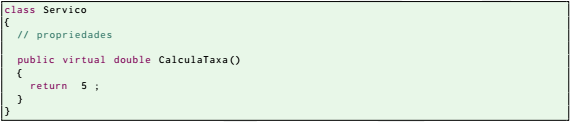 class Servico
{
  // propriedades
  public virtual double CalculaTaxa()
  {
    return  5 ;
  }
}